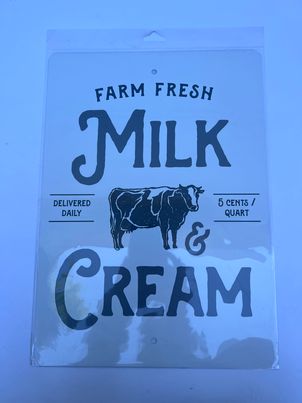 FARM FRESH
MILK
DELIVERED
DAILY
5 CENTS /
QUART
&
CREAM